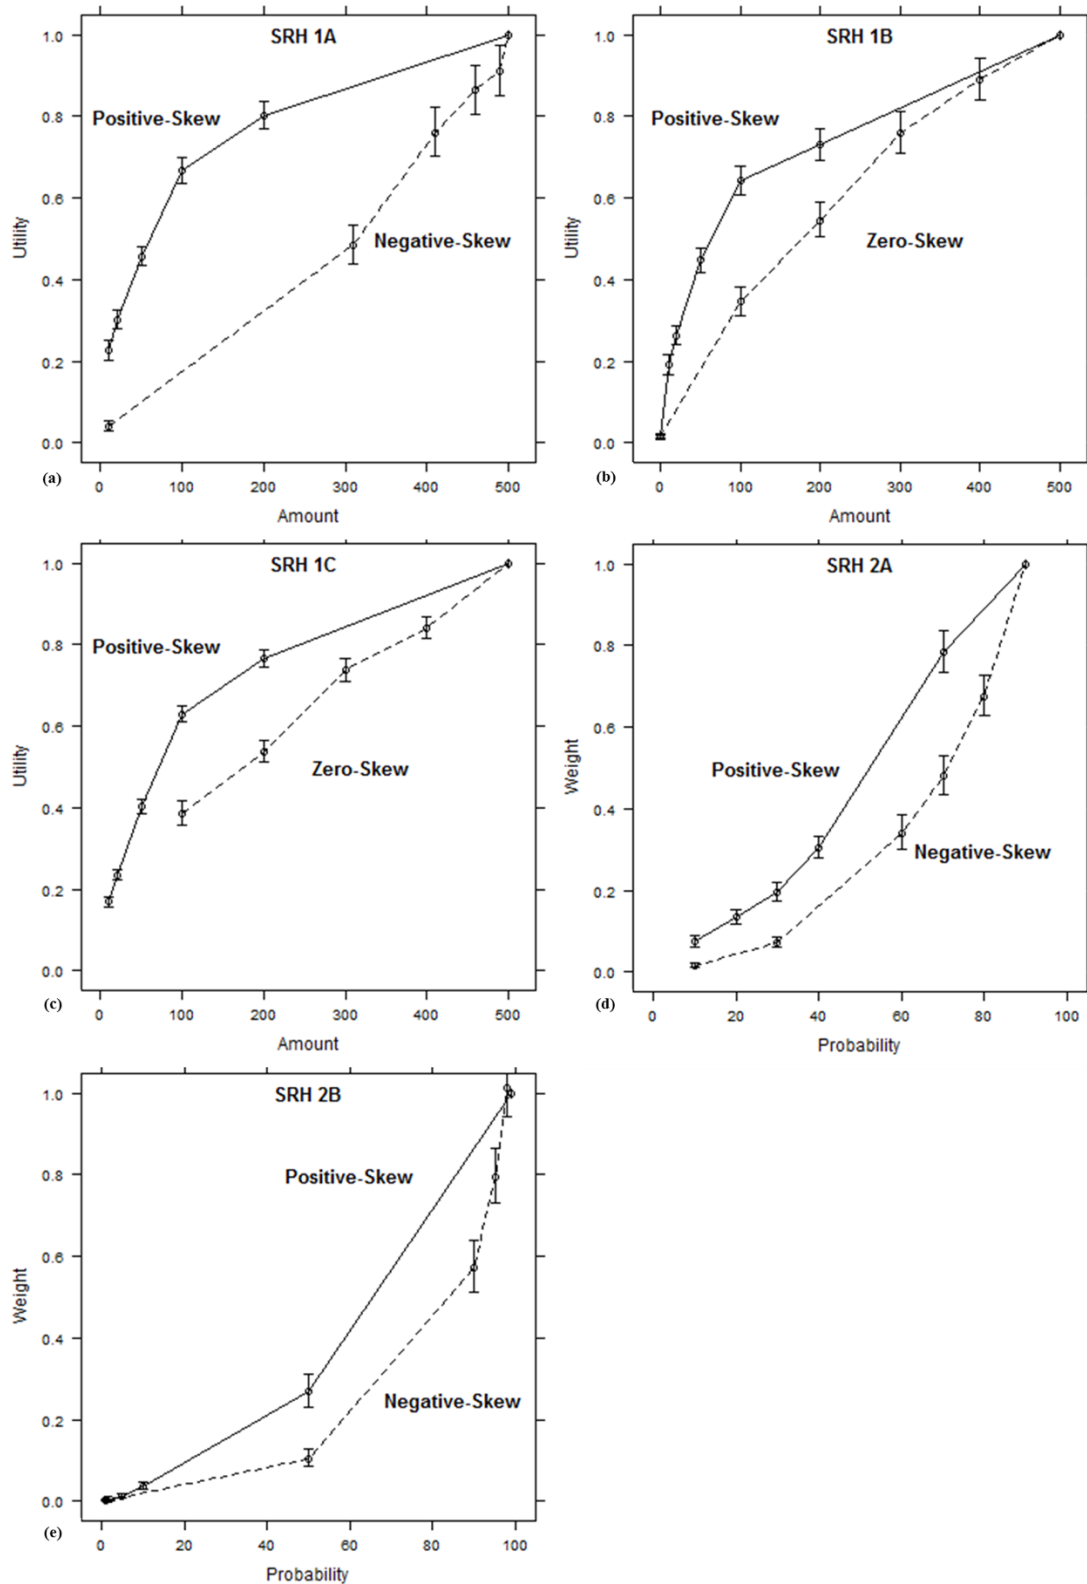 SRH 1A
1.0
0.8
0.6
0.4
0.2
0.0
Utility
Positive-Skew
Negative-Skew
(a)
0 100 200 300 400 500
Amount
SRH 1B
1.0
0.8
0.6
0.4
0.2
0.0
Utility
Positive-Skew
Zero-Skew
(b)
0 100 200 300 400 500
Amount
SRH 1C
1.0
0.8
0.6
0.4
0.2
0.0
Utility
Positive-Skew
Zero-Skew
(c)
0 100 200 300 400 500
Amount
SRH 2A
1.0
0.8
0.6
0.4
0.2
0.0
Weight
Positive-Skew
Negative-Skew
(d)
0 20 40 60 80 100
Probability
SRH 2B
1.0
0.8
0.6
0.4
0.2
0.0
Weight
Positive-Skew
Negative-Skew
(e)
0 20 40 60 80 100
Probability